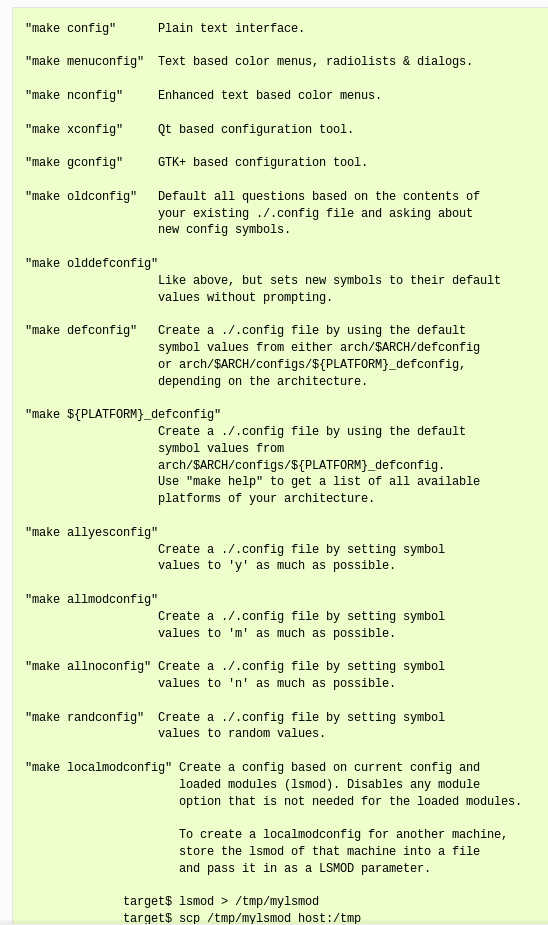 "make config"      Plain text interface.
"make menuconfig"  Text based color menus, radiolists & dialogs.
"make nconfig"     Enhanced text based color menus.
"make xconfig"     Qt based configuration tool.
"make gconfig"     GTK+ based configuration tool.
"make oldconfig"   Default all questions based on the contents of
                   your existing ./.config file and asking about
                   new config symbols.
"make olddefconfig"
                   Like above, but sets new symbols to their default
                   values without prompting.
"make defconfig"   Create a ./.config file by using the default
                   symbol values from either arch/$ARCH/defconfig
                   or arch/$ARCH/configs/${PLATFORM}_defconfig,
                   depending on the architecture.
"make ${PLATFORM}_defconfig"
                   Create a ./.config file by using the default
                   symbol values from
                   arch/$ARCH/configs/${PLATFORM}_defconfig.
                   Use "make help" to get a list of all available
                   platforms of your architecture.
"make allyesconfig"
                   Create a ./.config file by setting symbol
                   values to 'y' as much as possible.
"make allmodconfig"
                   Create a ./.config file by setting symbol
                   values to 'm' as much as possible.
"make allnoconfig" Create a ./.config file by setting symbol
                   values to 'n' as much as possible.
"make randconfig"  Create a ./.config file by setting symbol
                   values to random values.
"make localmodconfig" Create a config based on current config and
                      loaded modules (lsmod). Disables any module
                      option that is not needed for the loaded modules.
                      To create a localmodconfig for another machine,
                      store the lsmod of that machine into a file
                      and pass it in as a LSMOD parameter.
              target$ lsmod > /tmp/mylsmod
              target$ scp /tmp/mylsmod host:/tmp